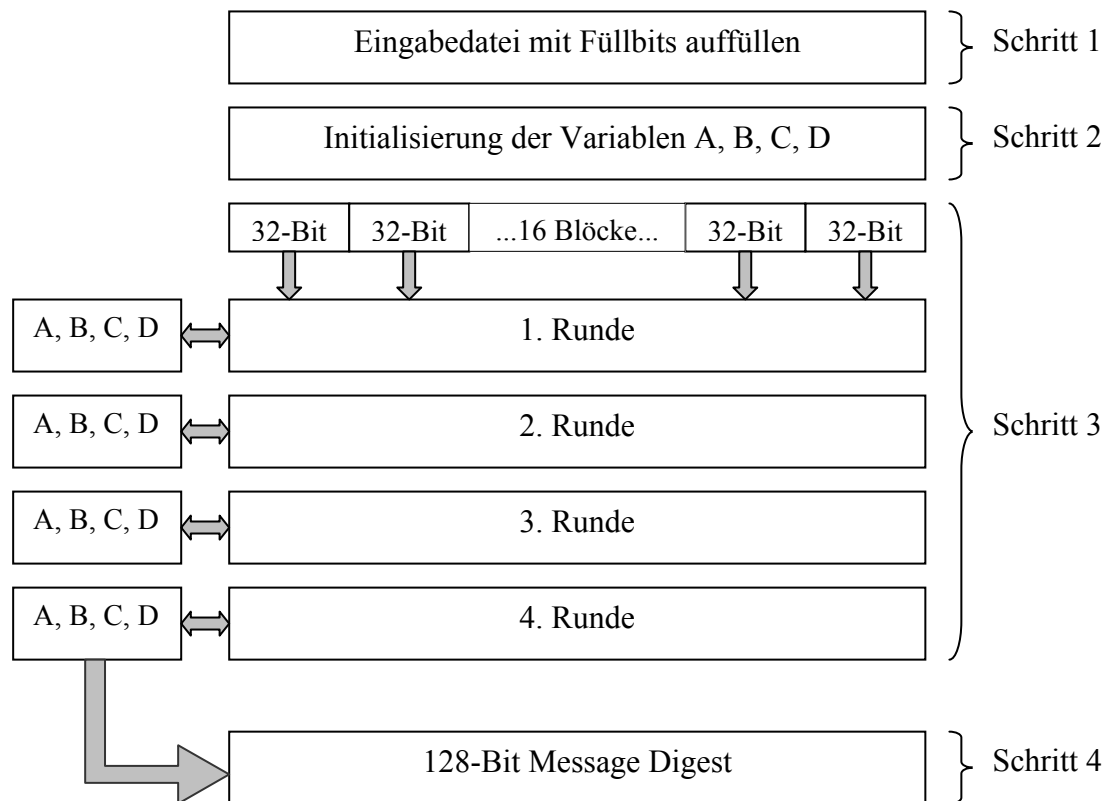 Eingabedatei mit Füllbits auffüllen
Schritt 1
Initialisierung der Variablen A, B, C, D
Schritt 2
32-Bit 32-Bit ...16 Blöcke... 32-Bit 32-Bit
A, B, C, D
1. Runde
A, B, C, D
2. Runde
Schritt 3
A, B, C, D
3. Runde
A, B, C, D
4. Runde
128-Bit Message Digest
Schritt 4